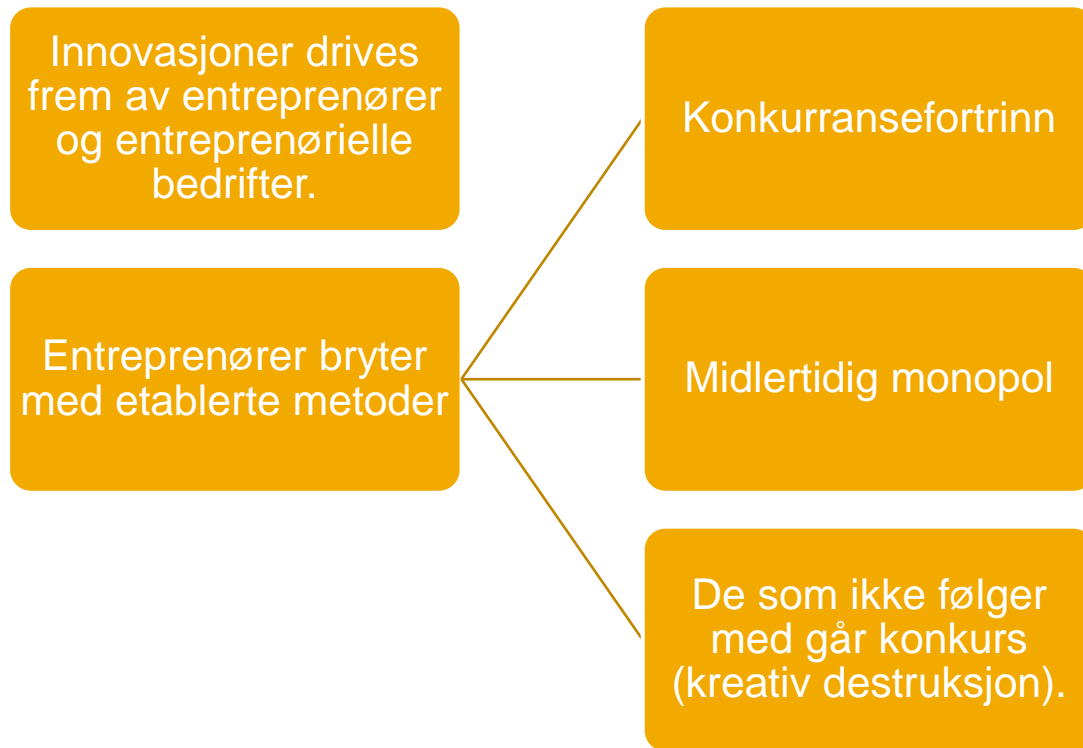 Innovasjoner drives
frem av entreprenører
og entreprenørielle
bedrifter.
Entreprenører bryter
med etablerte metoder
Konkurransefortrinn
Midlertidig monopol
De som ikke følger
med går konkurs
(kreativ destruksjon).